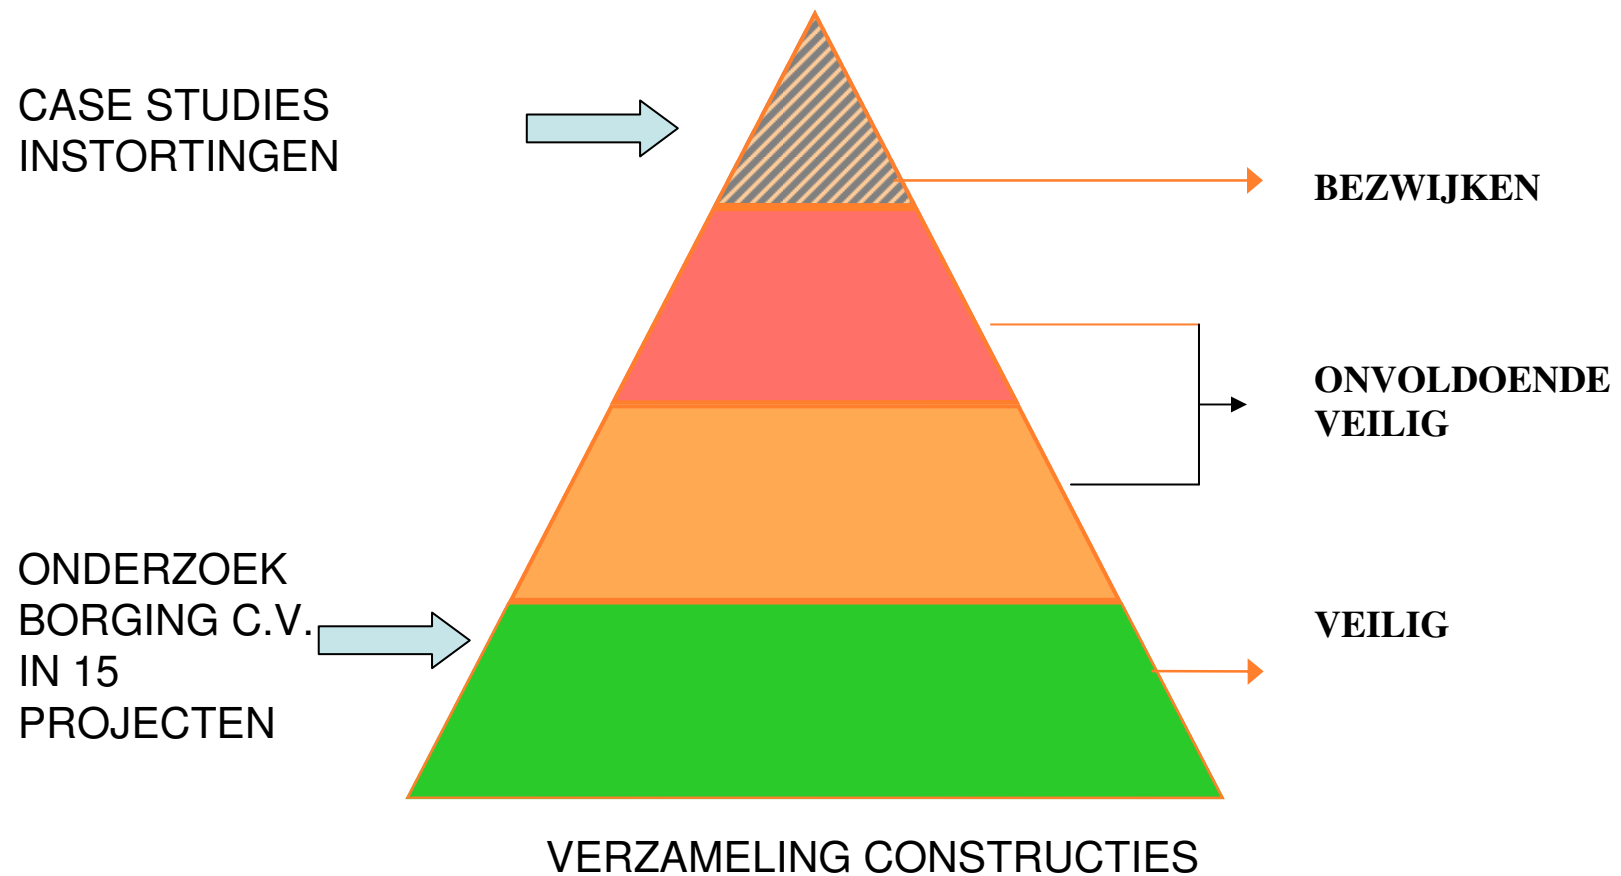 CASE STUDIES
INSTORTINGEN
BEZWIJKEN
ONVOLDOENDE
VEILIG
ONDERZOEK
BORGING C.V.
IN 15
PROJECTEN
VEILIG
VERZAMELING CONSTRUCTIES